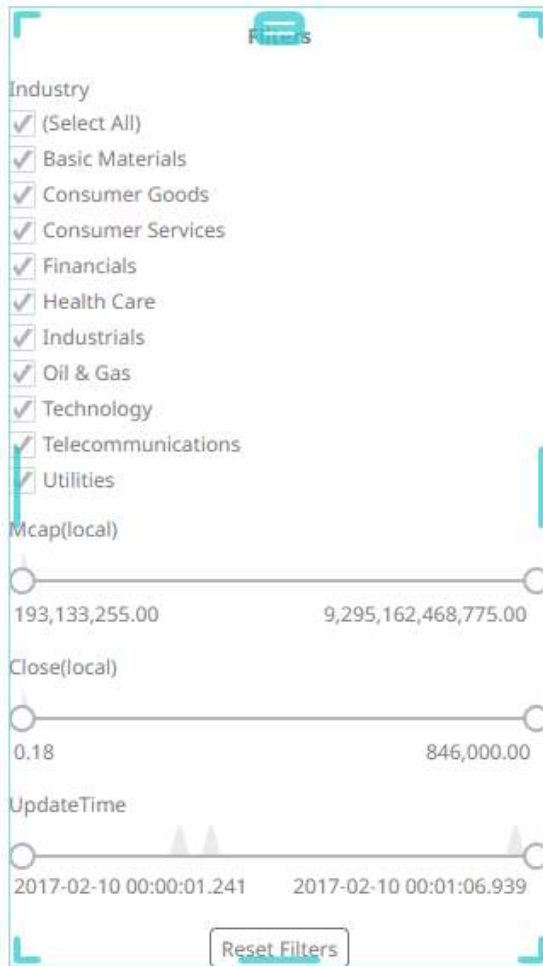 Filters
Industry
(Select All)
Basic Materials
Consumer Goods
Consumer Services
Financials
Health Care
Industrials
Oil & Gas
Technology
Telecommunications
Utilities
Mcap(local)
193,133,255.00 9,295,162,468,775.00
Close(local)
0.18 846,000.00
UpdateTime
2017-02-10 00:00:01.241 2017-02-10 00:01:06.939
Reset Filters